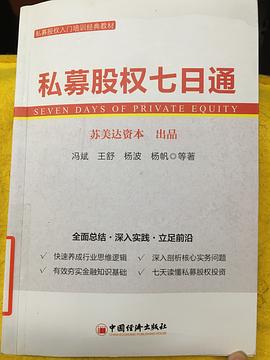 私募股权入门培训经典教材
私募股权七日通
SEVEN DAYS OF PRIVATE EQUITY
苏美达资本 出品
冯斌 王舒 杨波 杨帆◎等著
全面总结·深入实践·立足前沿
✓ 快速养成行业思维逻辑 ✓ 深入剖析核心实务问题
✓ 有效夯实金融知识基础 ✓ 七天读懂私募股权投资
中国经济出版社